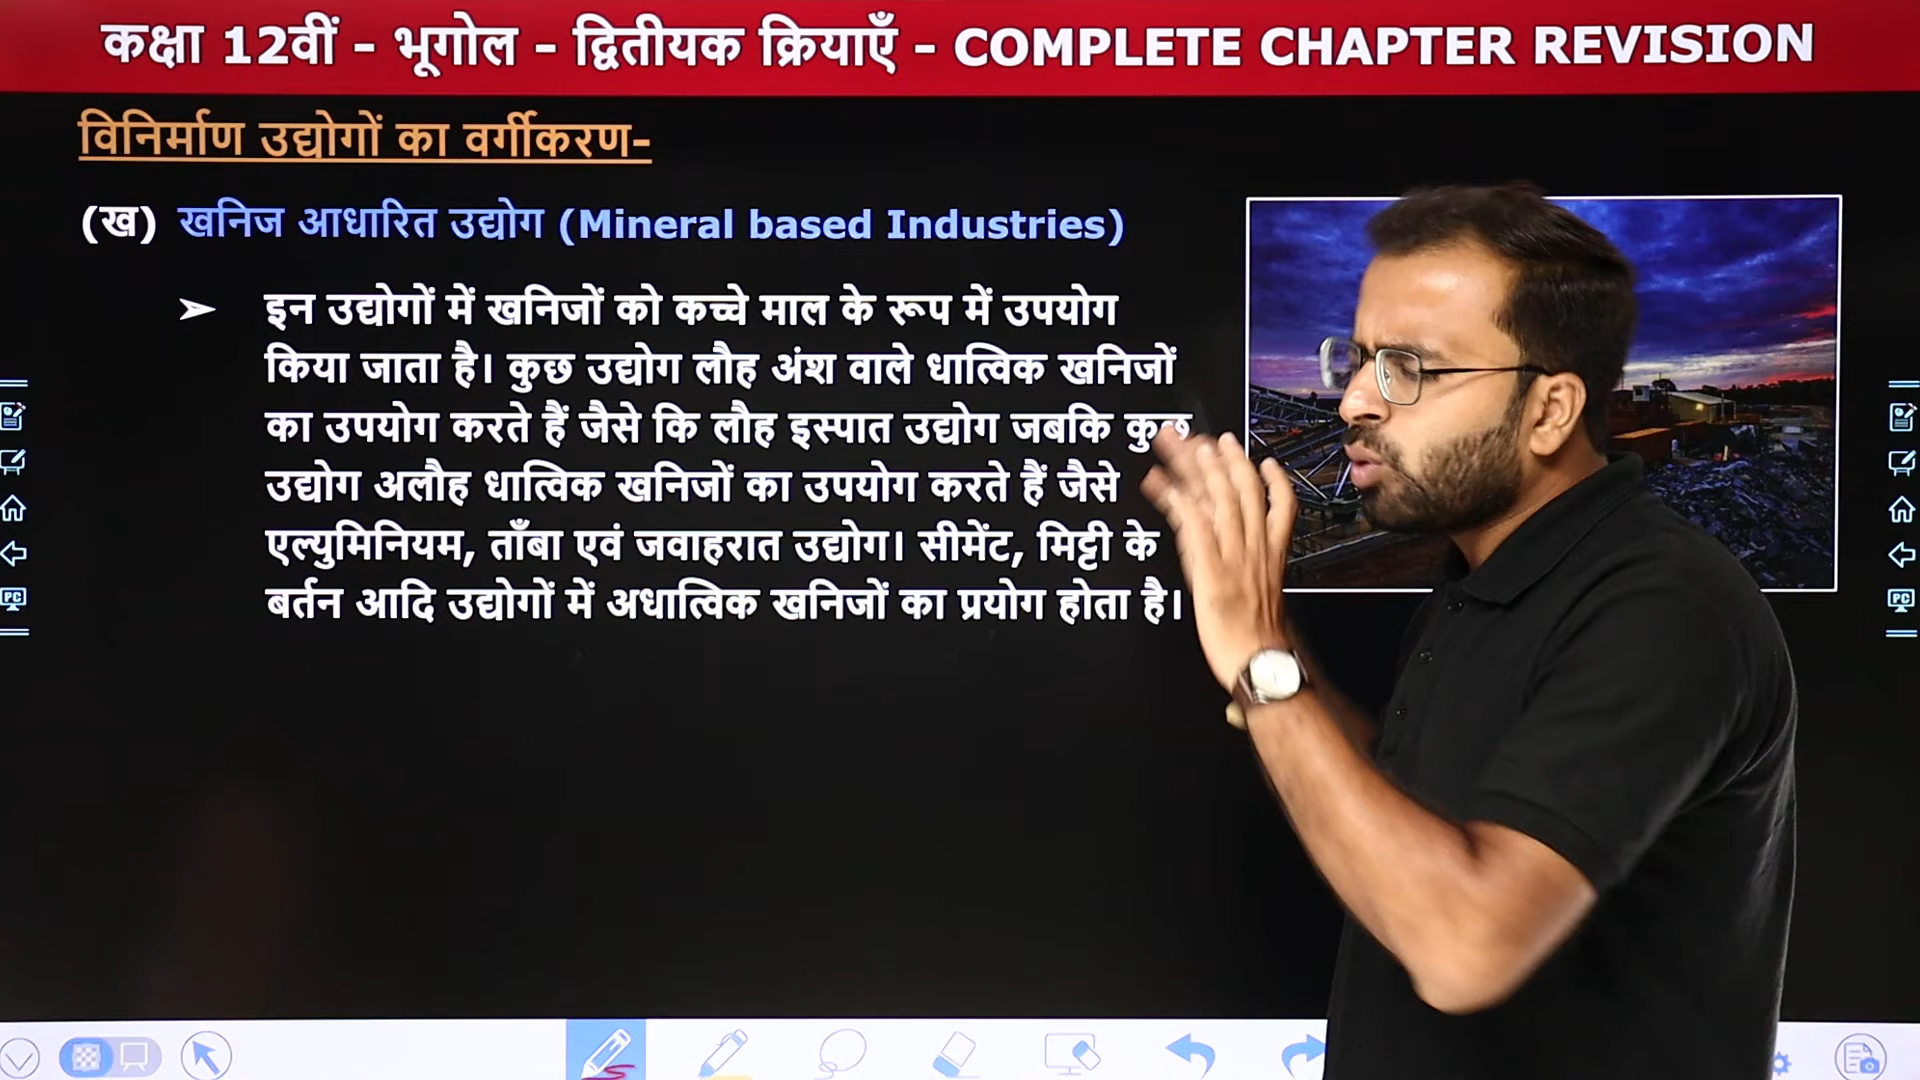 कक्षा 12वीं - भूगोल - द्वितीयक क्रियाएँ - COMPLETE CHAPTER REVISION
विनिर्माण उद्योगों का वर्गीकरण-
(ख) खनिज आधारित उद्योग (Mineral based Industries)
➢ इन उद्योगों में खनिजों को कच्चे माल के रूप में उपयोग
किया जाता है। कुछ उद्योग लौह अंश वाले धात्विक खनिजों
का उपयोग करते हैं जैसे कि लौह इस्पात उद्योग जबकि कुछ
उद्योग अलौह धात्विक खनिजों का उपयोग करते हैं जैसे
एल्युमिनियम, ताँबा एवं जवाहरात उद्योग। सीमेंट, मिट्टी के
बर्तन आदि उद्योगों में अधात्विक खनिजों का प्रयोग होता है।
PC
PC